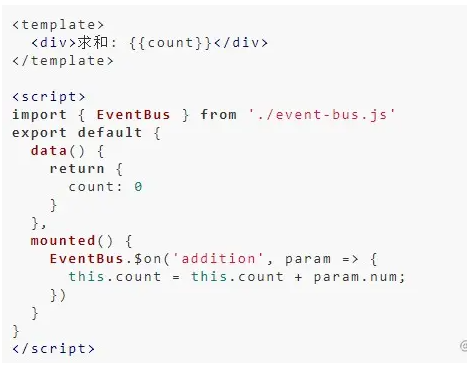 <template>
  <div>求和: {{count}}</div>
</template>

<script>
import { EventBus } from './event-bus.js'
export default {
  data() {
    return {
      count: 0
    }
  },
  mounted() {
    EventBus.$on('addition', param => {
      this.count = this.count + param.num;
    })
  }
}
</script>
@